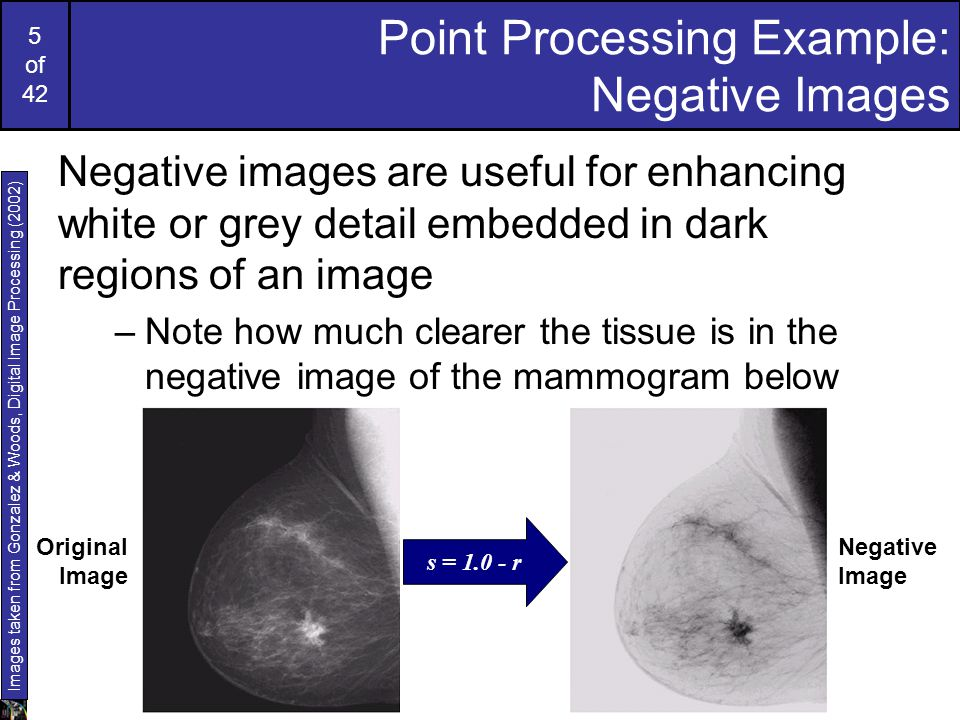 5
of
42
Point Processing Example:
Negative Images
Images taken from Gonzalez & Woods, Digital Image Processing (2002)
Negative images are useful for enhancing
white or grey detail embedded in dark
regions of an image
– Note how much clearer the tissue is in the
negative image of the mammogram below
Original
Image
s = 1.0 - r
Negative
Image